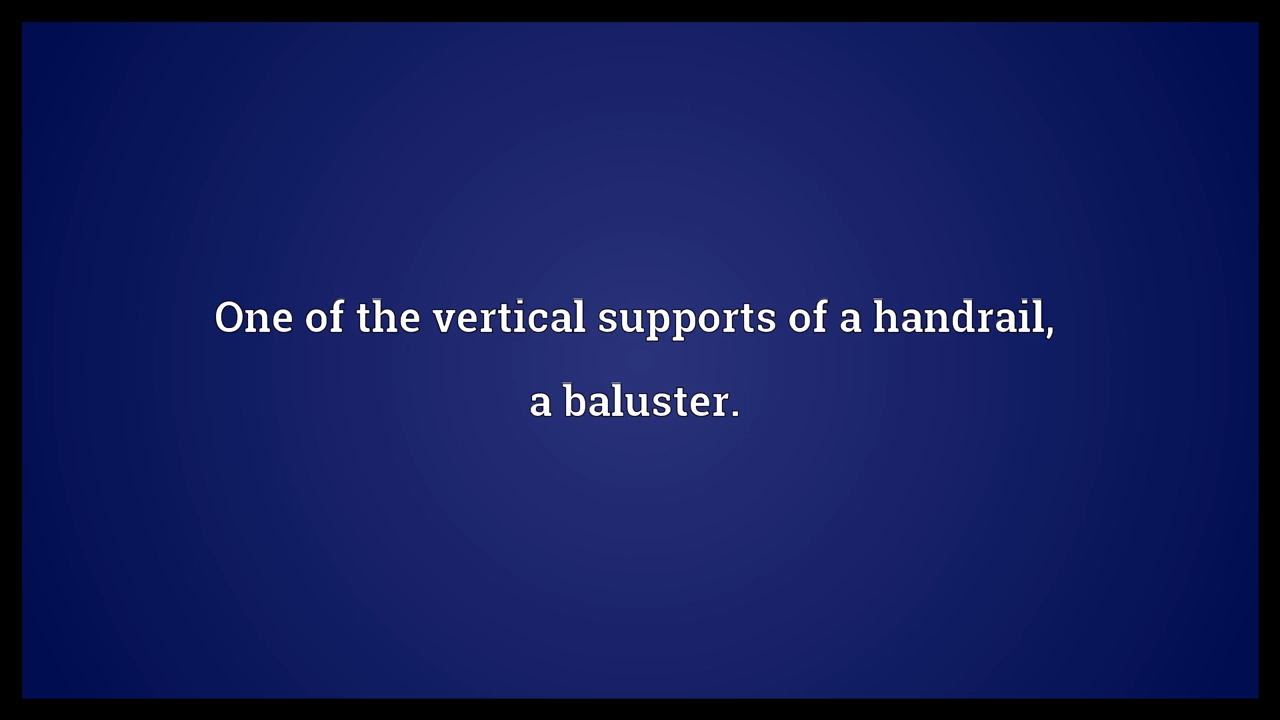 One of the vertical supports of a handrail,
a baluster.